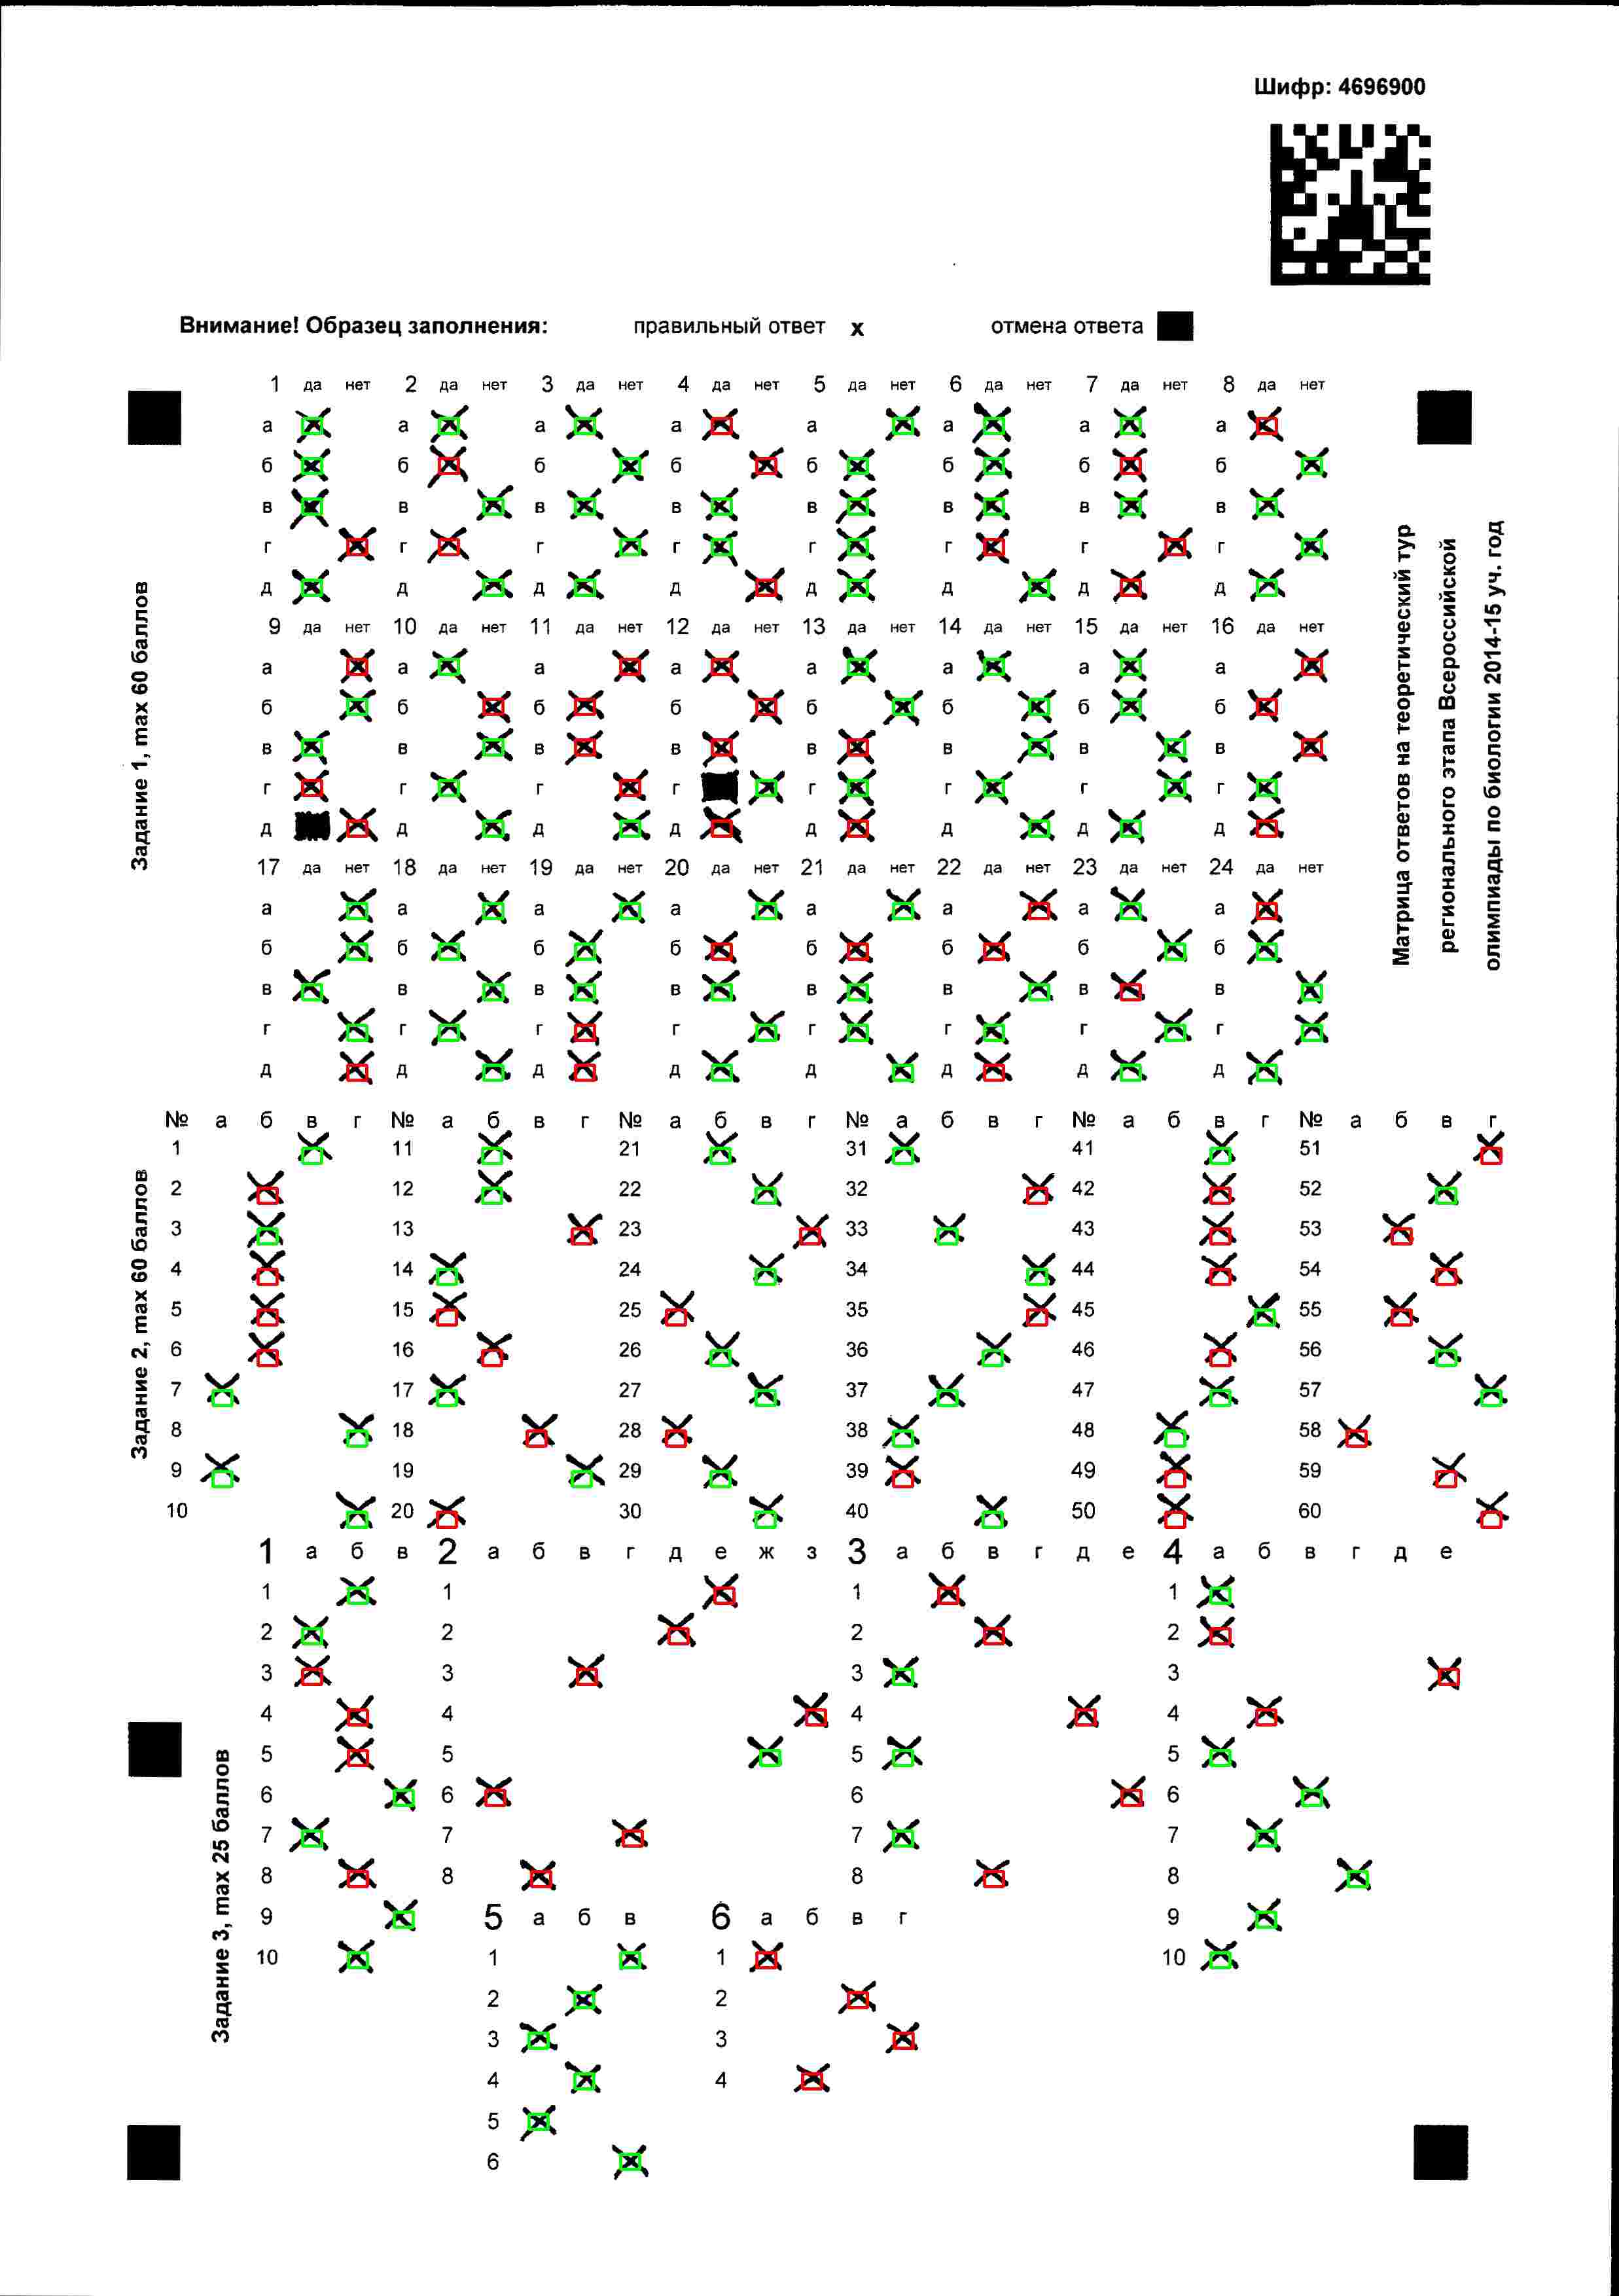 Шифр: 4696900
Внимание! Образец заполнения: правильный ответ x отмена ответа
1 да нет 2 да нет 3 да нет 4 да нет 5 да нет 6 да нет 7 да нет 8 да нет
а а а а а а а а
б б б б б б б б
в в в в в в в в
г г г г г г г г
д д д д д д д д
9 да нет 10 да нет 11 да нет 12 да нет 13 да нет 14 да нет 15 да нет 16 да нет
а а а а а а а а
б б б б б б б б
в в в в в в в в
г г г г г г г г
д д д д д д д д
17 да нет 18 да нет 19 да нет 20 да нет 21 да нет 22 да нет 23 да нет 24 да нет
а а а а а а а а
б б б б б б б б
в в в в в в в в
г г г г г г г г
д д д д д д д д
Задание 1, max 60 баллов
Матрица ответов на теоретический тур
регионального этапа Всероссийской
олимпиады по биологии 2014-15 уч. год
№ а б в г № а б в г № а б в г № а б в г № а б в г № а б в г
1 11 21 31 41 51
2 12 22 32 42 52
3 13 23 33 43 53
4 14 24 34 44 54
5 15 25 35 45 55
6 16 26 36 46 56
7 17 27 37 47 57
8 18 28 38 48 58
9 19 29 39 49 59
10 20 30 40 50 60
Задание 2, max 60 баллов
1 а б в 2 а б в г д е ж з 3 а б в г д е 4 а б в г д е
1 1 1 1
2 2 2 2
3 3 3 3
4 4 4 4
5 5 5 5
6 6 6 6
7 7 7 7
8 8 8 8
9 5 а б в 6 а б в г 9
10 1 1 10
2 2
3 3
4 4
5
6
Задание 3, max 25 баллов